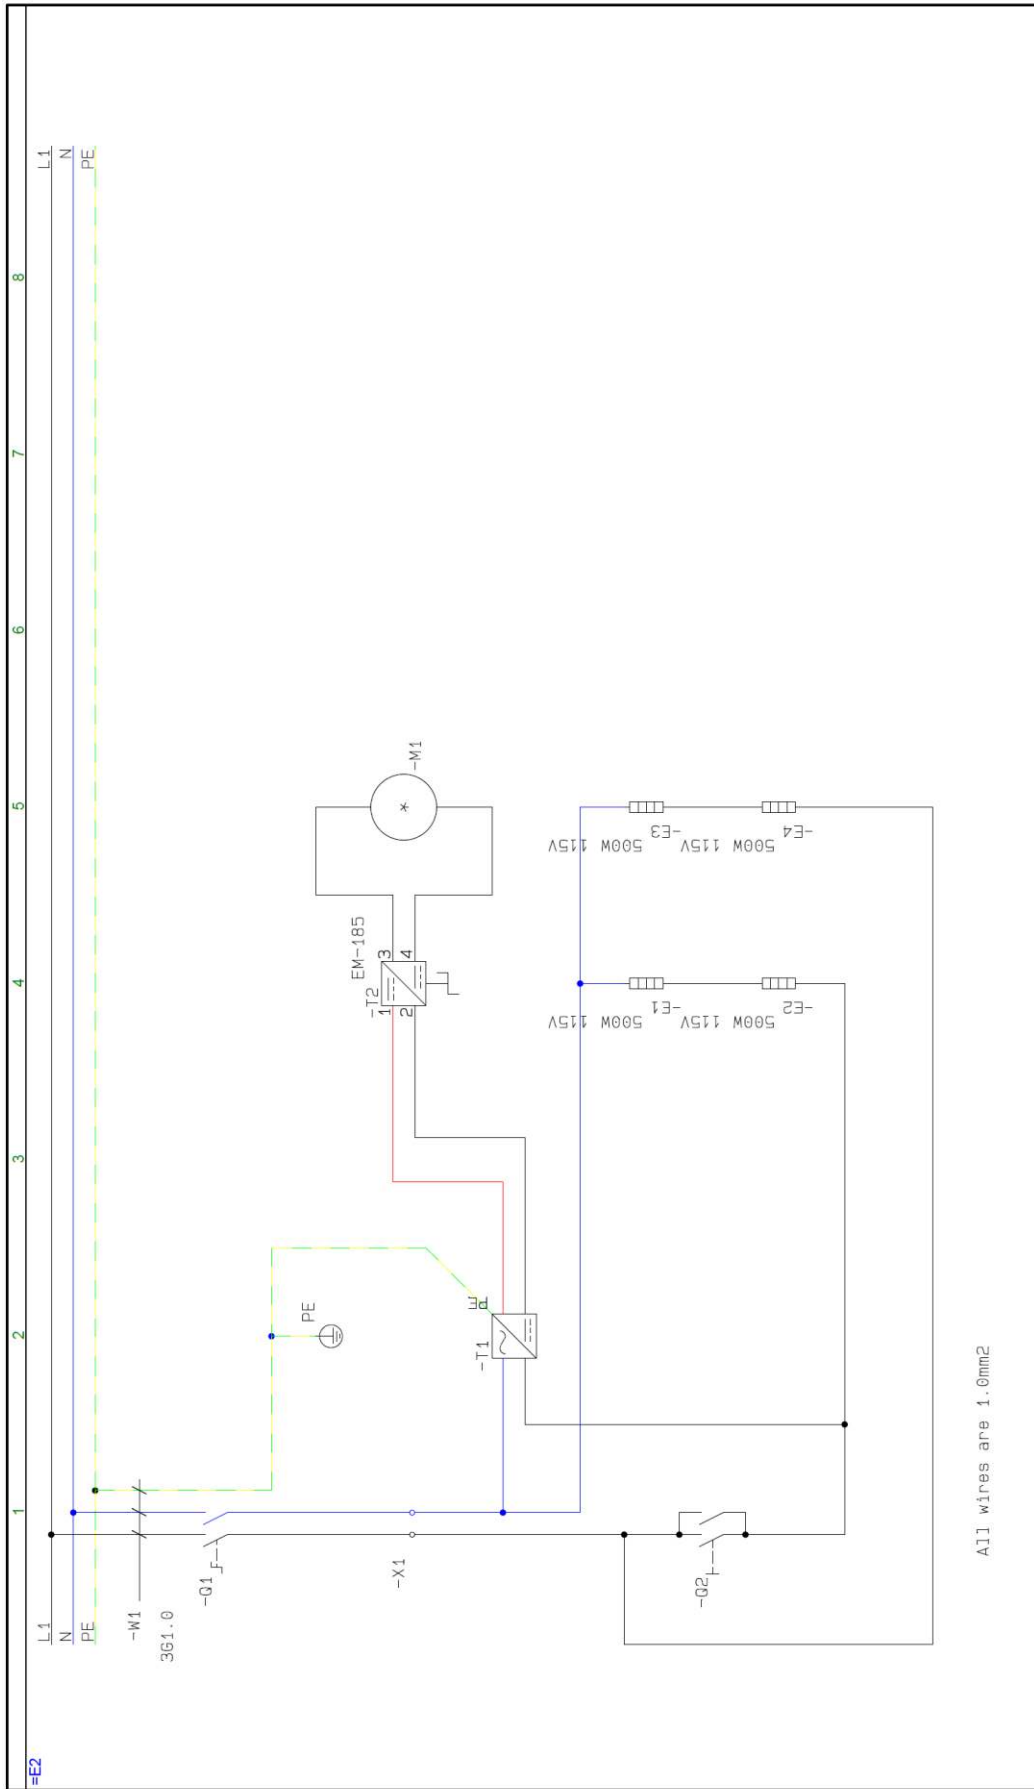 =E2
1
2
3
4
5
6
7
8
L1
L1
N
N
PE
PE
-W1
3G1.0
-Q1
PE
-X1
-T1
PE
-T2
EM-185
1
2
3
4
-M1
-E1
500W 115V
-E2
500W 115V
-E3
500W 115V
-E4
500W 115V
-Q2
All wires are 1.0mm2